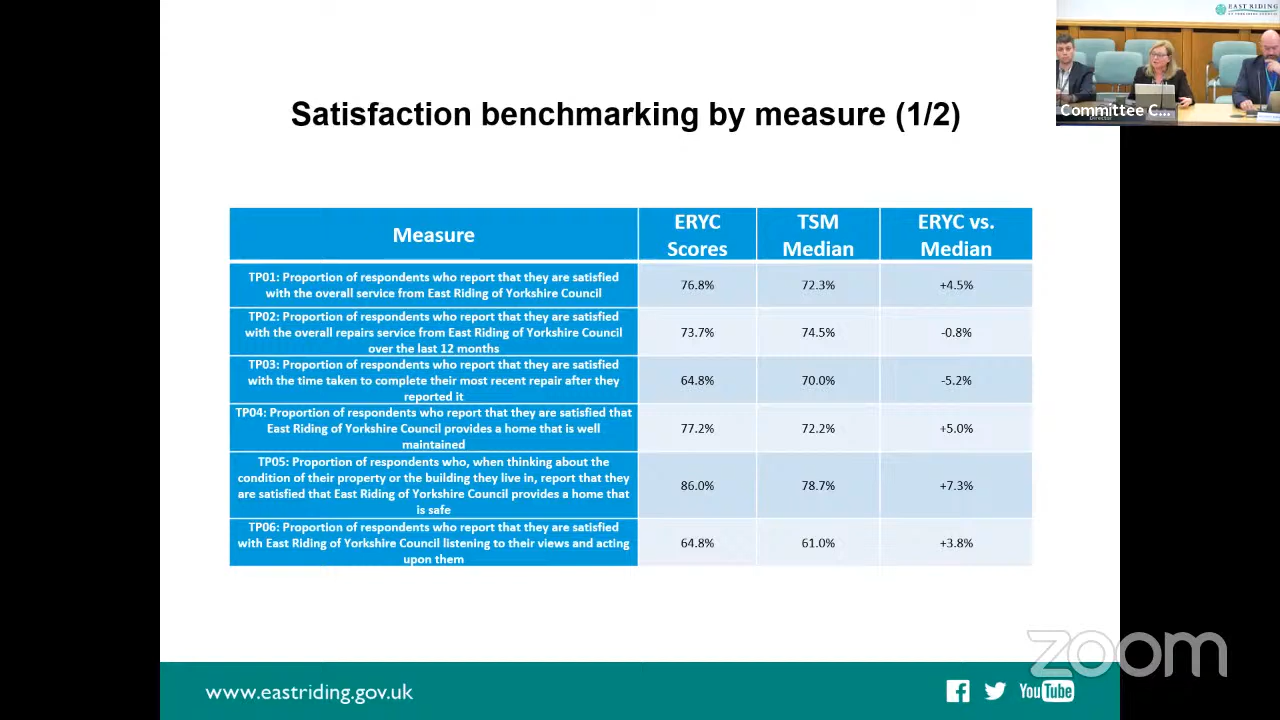 EAST RIDING
OF YORKSHIRE COUNCIL
Committee C...
Satisfaction benchmarking by measure (1/2)
Measure
ERYC
Scores
TSM
Median
ERYC vs.
Median
TP01: Proportion of respondents who report that they are satisfied
with the overall service from East Riding of Yorkshire Council
76.8%
72.3%
+4.5%
TP02: Proportion of respondents who report that they are satisfied
with the overall repairs service from East Riding of Yorkshire Council
over the last 12 months
73.7%
74.5%
-0.8%
TP03: Proportion of respondents who report that they are satisfied
with the time taken to complete their most recent repair after they
reported it
64.8%
70.0%
-5.2%
TP04: Proportion of respondents who report that they are satisfied that
East Riding of Yorkshire Council provides a home that is well
maintained
77.2%
72.2%
+5.0%
TP05: Proportion of respondents who, when thinking about the
condition of their property or the building they live in, report that they
are satisfied that East Riding of Yorkshire Council provides a home that
is safe
86.0%
78.7%
+7.3%
TP06: Proportion of respondents who report that they are satisfied
with East Riding of Yorkshire Council listening to their views and acting
upon them
64.8%
61.0%
+3.8%
zoom
www.eastriding.gov.uk
YouTube